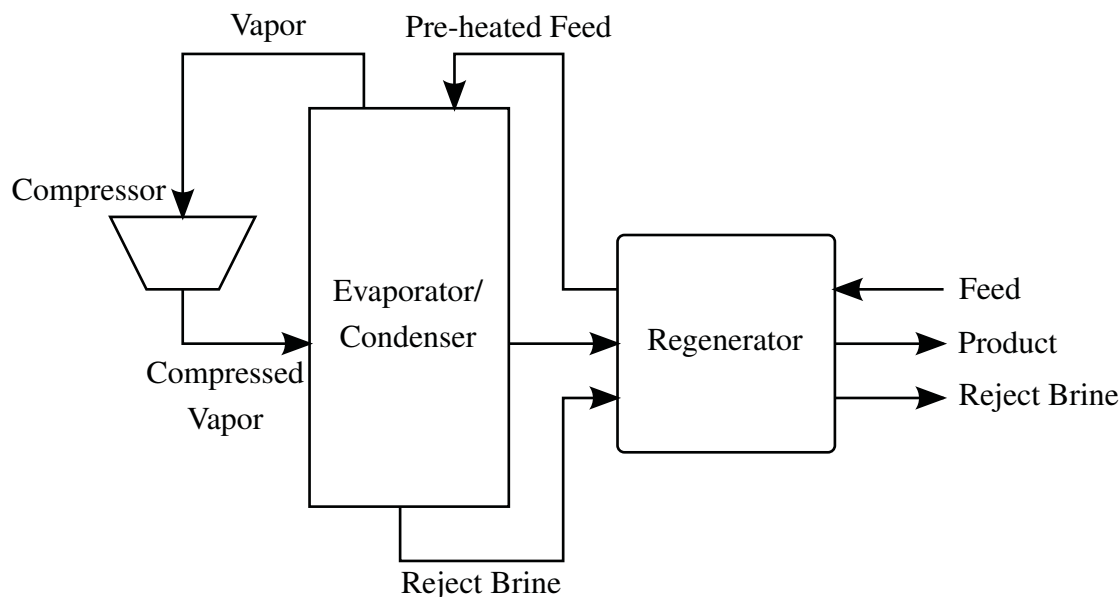 Vapor
Pre-heated Feed
Compressor
Evaporator/
Condenser
Compressed
Vapor
Regenerator
Feed
Product
Reject Brine
Reject Brine